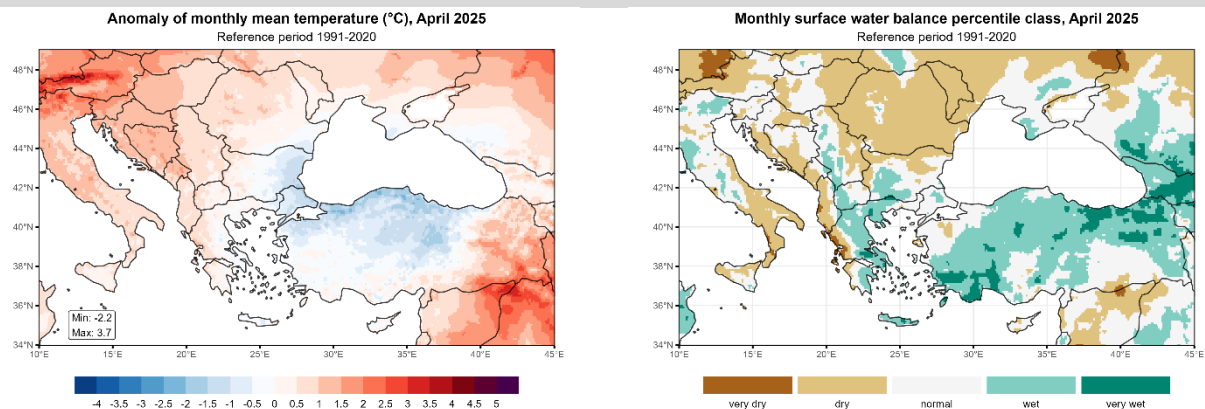 Anomaly of monthly mean temperature (°C), April 2025
Reference period 1991-2020
48°N
46°N
44°N
42°N
40°N
38°N
36°N
34°N
Min: -2.2
Max: 3.7
10°E 15°E 20°E 25°E 30°E 35°E 40°E 45°E
-4 -3.5 -3 -2.5 -2 -1.5 -1 -0.5 0 0.5 1 1.5 2 2.5 3 3.5 4 4.5 5
Monthly surface water balance percentile class, April 2025
Reference period 1991-2020
48°N
46°N
44°N
42°N
40°N
38°N
36°N
34°N
10°E 15°E 20°E 25°E 30°E 35°E 40°E 45°E
very dry dry normal wet very wet